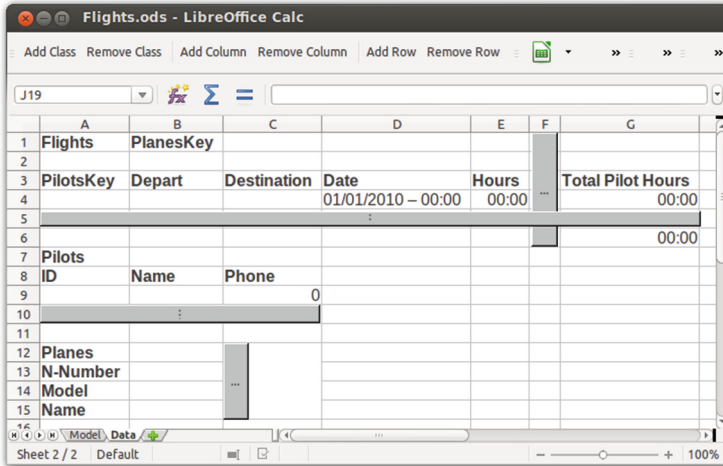 Flights.ods - LibreOffice Calc
Add Class Remove Class Add Column Remove Column Add Row Remove Row
J19
A B C D E F G
1 Flights PlanesKey
2
3 PilotsKey Depart Destination Date Hours ... Total Pilot Hours
4 01/01/2010 – 00:00 00:00 00:00
5
6 00:00
7 Pilots
8 ID Name Phone
9 0
10
11
12 Planes
13 N-Number ...
14 Model
15 Name
16
Model Data
Sheet 2 / 2 Default 100%